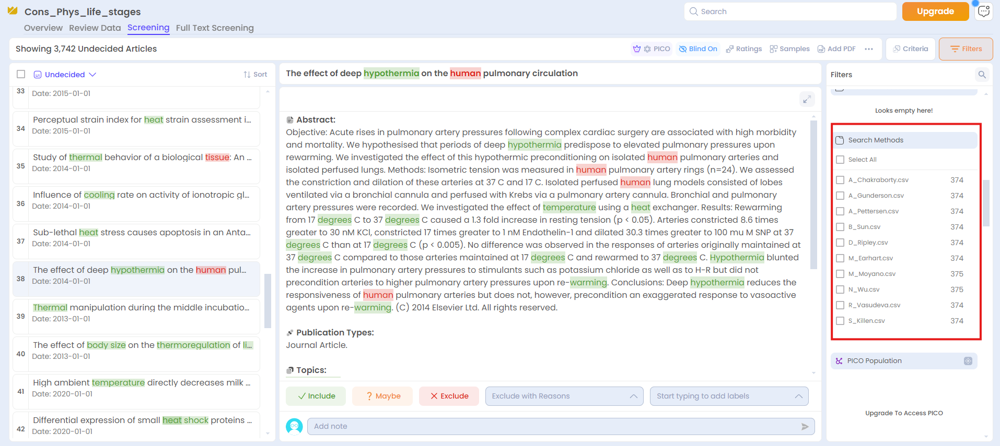 Cons_Phys_life_stages
Search
Upgrade
Overview Review Data Screening Full Text Screening
Showing 3,742 Undecided Articles
PICO Blind On Ratings Samples Add PDF ... Criteria Filters
Undecided
Sort
33
Date: 2015-01-01
34
Perceptual strain index for heat strain assessment i...
Date: 2015-01-01
35
Study of thermal behavior of a biological tissue: An ...
Date: 2014-01-01
36
Influence of cooling rate on activity of ionotropic gl...
Date: 2014-01-01
37
Sub-lethal heat stress causes apoptosis in an Anta...
Date: 2014-01-01
38
The effect of deep hypothermia on the human pul...
Date: 2014-01-01
39
Thermal manipulation during the middle incubatio...
Date: 2013-01-01
40
The effect of body size on the thermoregulation of li...
Date: 2013-01-01
41
High ambient temperature directly decreases milk ...
Date: 2020-01-01
42
Differential expression of small heat shock proteins ...
Date: 2020-01-01
The effect of deep hypothermia on the human pulmonary circulation
Abstract:
Objective: Acute rises in pulmonary artery pressures following complex cardiac surgery are associated with high morbidity
and mortality. We hypothesised that periods of deep hypothermia predispose to elevated pulmonary pressures upon
rewarming. We investigated the effect of this hypothermic preconditioning on isolated human pulmonary arteries and
isolated perfused lungs. Methods: Isometric tension was measured in human pulmonary artery rings (n=24). We assessed
the constriction and dilation of these arteries at 37 C and 17 C. Isolated perfused human lung models consisted of lobes
ventilated via a bronchial cannula and perfused with Krebs via a pulmonary artery cannula. Bronchial and pulmonary
artery pressures were recorded. We investigated the effect of temperature using a heat exchanger. Results: Rewarming
from 17 degrees C to 37 degrees C caused a 1.3 fold increase in resting tension (p < 0.05). Arteries constricted 8.6 times
greater to 30 nM KCl, constricted 17 times greater to 1 nM Endothelin-1 and dilated 30.3 times greater to 100 mu M SNP at 37
degrees C than at 17 degrees C (p < 0.005). No difference was observed in the responses of arteries originally maintained at
37 degrees C compared to those arteries maintained at 17 degrees C and rewarmed to 37 degrees C. Hypothermia blunted
the increase in pulmonary artery pressures to stimulants such as potassium chloride as well as to H-R but did not
precondition arteries to higher pulmonary artery pressures upon re-warming. Conclusions: Deep hypothermia reduces the
responsiveness of human pulmonary arteries but does not, however, precondition an exaggerated response to vasoactive
agents upon re-warming. (C) 2014 Elsevier Ltd. All rights reserved.
Publication Types:
Journal Article.
Topics:
Include
Maybe
Exclude
Exclude with Reasons
Start typing to add labels
Add note
Filters
Looks empty here!
Search Methods
Select All
A_Chakraborty.csv 374
A_Gunderson.csv 374
A_Pettersen.csv 374
B_Sun.csv 374
D_Ripley.csv 374
M_Earhart.csv 374
M_Moyano.csv 375
N_Wu.csv 375
R_Vasudeva.csv 374
S_Killen.csv 374
PICO Population
Upgrade To Access PICO